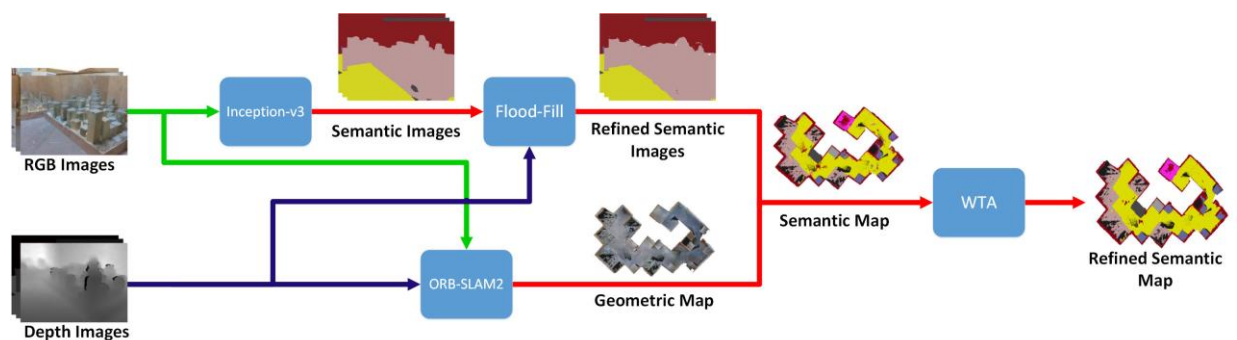 RGB Images
Inception-v3
Semantic Images
Flood-Fill
Refined Semantic
Images
Depth Images
ORB-SLAM2
Geometric Map
Semantic Map
WTA
Refined Semantic
Map